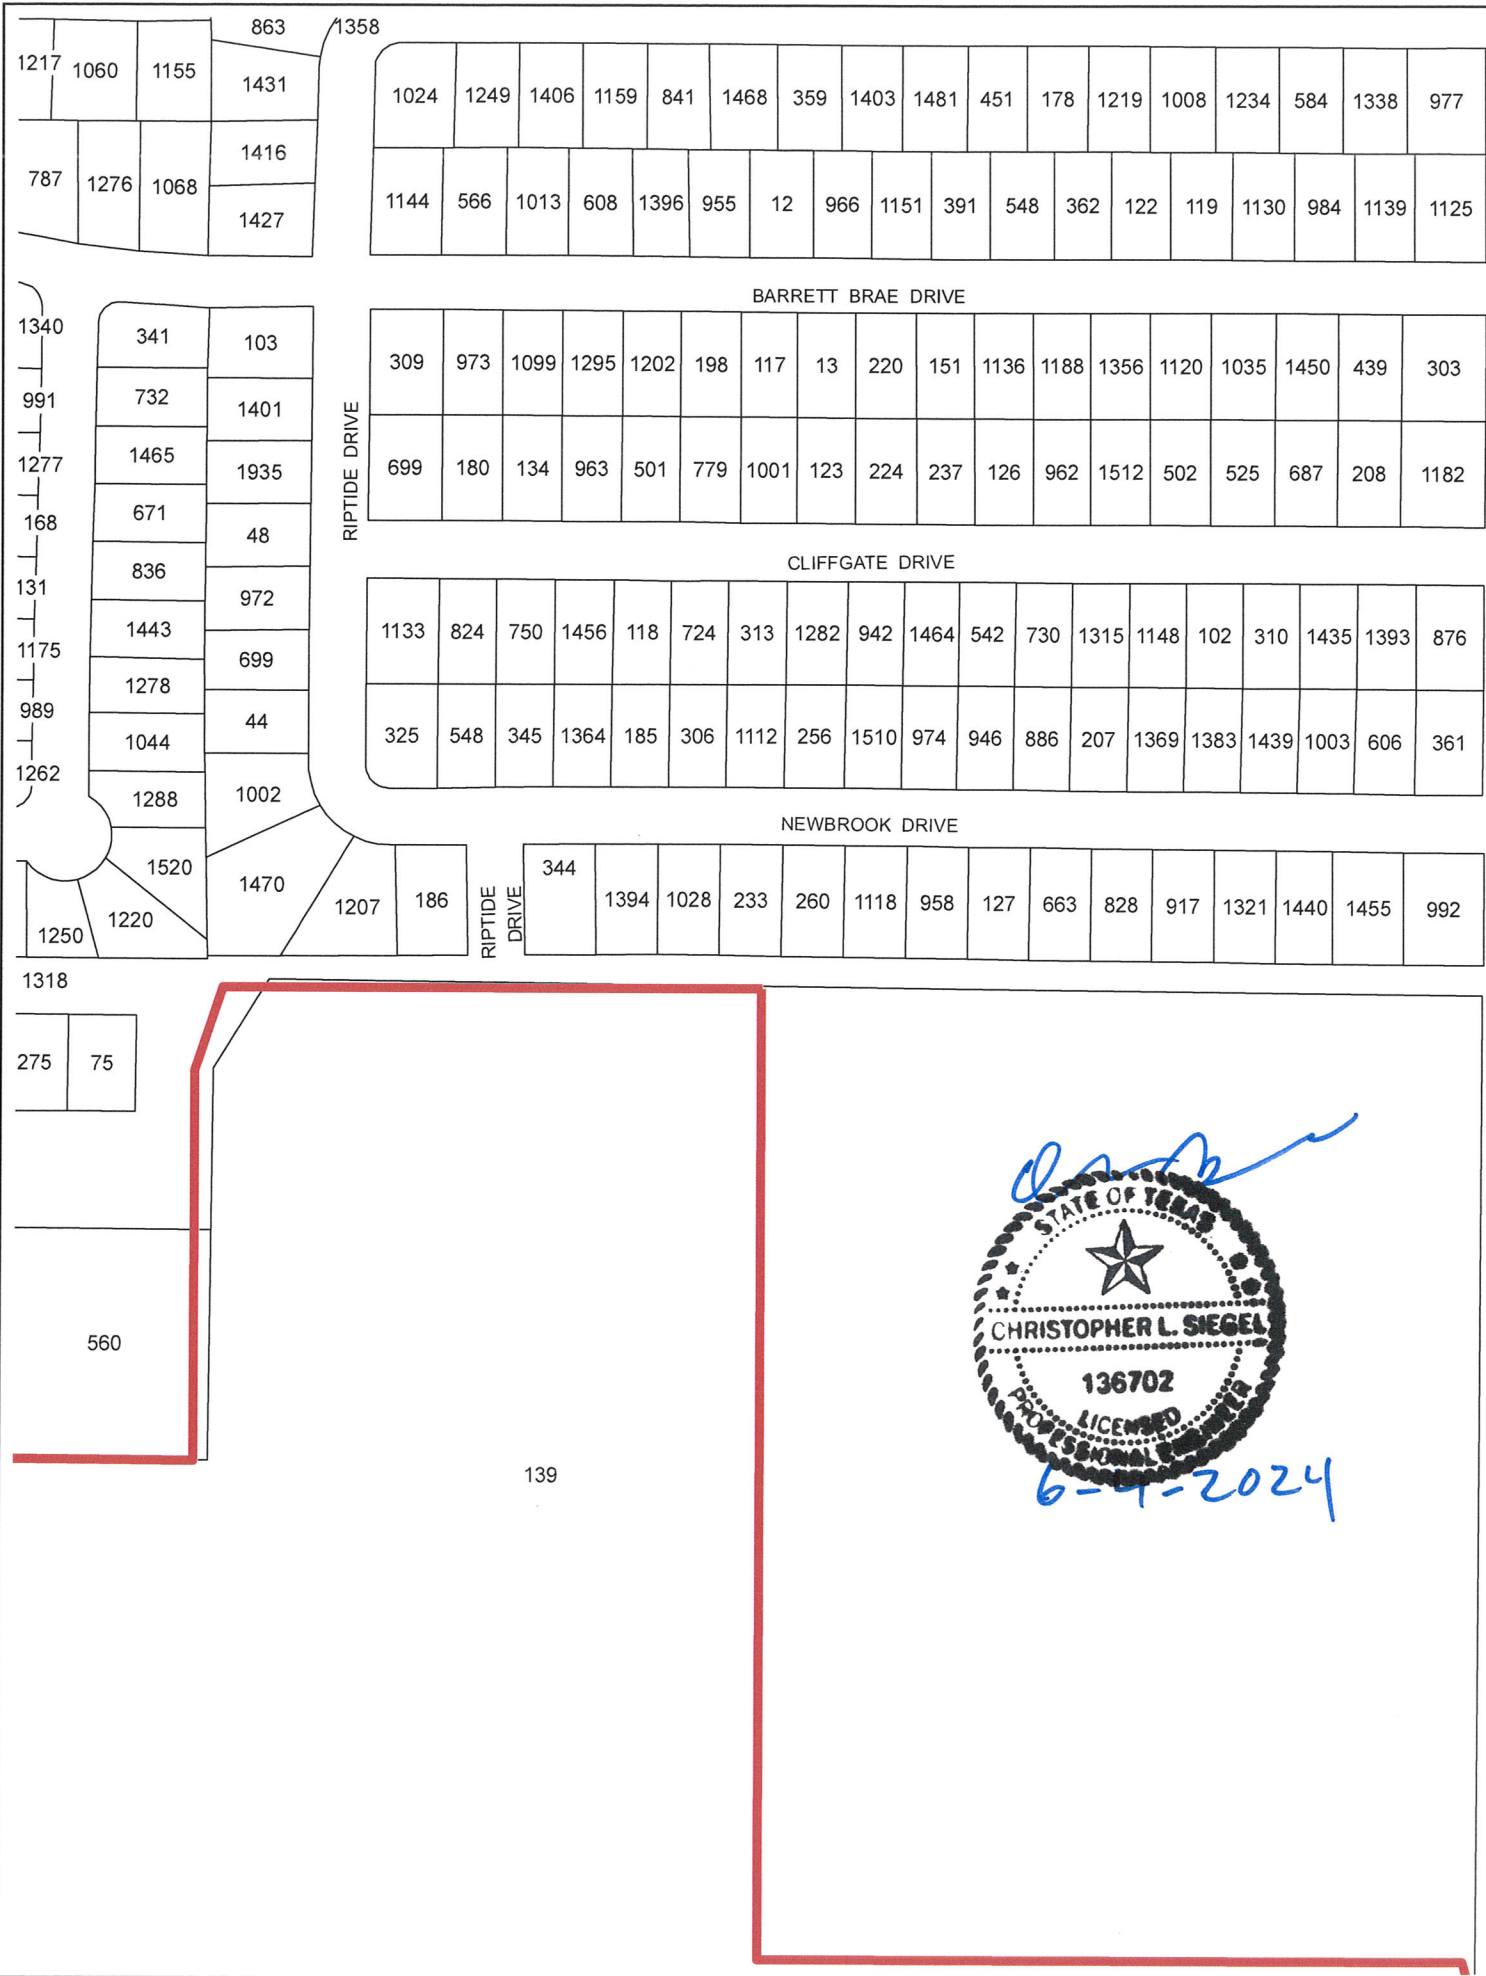 863 1358
1217 1060 1155 1431
1024 1249 1406 1159 841 1468 359 1403 1481 451 178 1219 1008 1234 584 1338 977
1416
787 1276 1068
1427
1144 566 1013 608 1396 955 12 966 1151 391 548 362 122 119 1130 984 1139 1125
BARRETT BRAE DRIVE
1340 341 103
309 973 1099 1295 1202 198 117 13 220 151 1136 1188 1356 1120 1035 1450 439 303
991 732 1401
RIPTIDE DRIVE
1277 1465 1935
699 180 134 963 501 779 1001 123 224 237 126 962 1512 502 525 687 208 1182
168 671 48
CLIFFGATE DRIVE
131 836 972
1133 824 750 1456 118 724 313 1282 942 1464 542 730 1315 1148 102 310 1435 1393 876
1175 1443 699
989 1278 44
325 548 345 1364 185 306 1112 256 1510 974 946 886 207 1369 1383 1439 1003 606 361
1262 1044 1002
1288
NEWBROOK DRIVE
1520 1470 1207 186
RIPTIDE
DRIVE
344 1394 1028 233 260 1118 958 127 663 828 917 1321 1440 1455 992
1250 1220
1318
275 75
STATE OF TEXAS
CHRISTOPHER L. SIEGEL
136702
LICENSED
PROFESSIONAL ENGINEER
560
139
6-4-2024